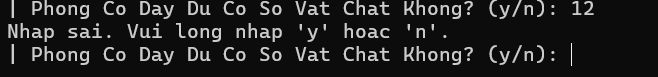 | Phong Co Day Du Co So Vat Chat Khong? (y/n): 12
Nhap sai. Vui long nhap 'y' hoac 'n'.
| Phong Co Day Du Co So Vat Chat Khong? (y/n):